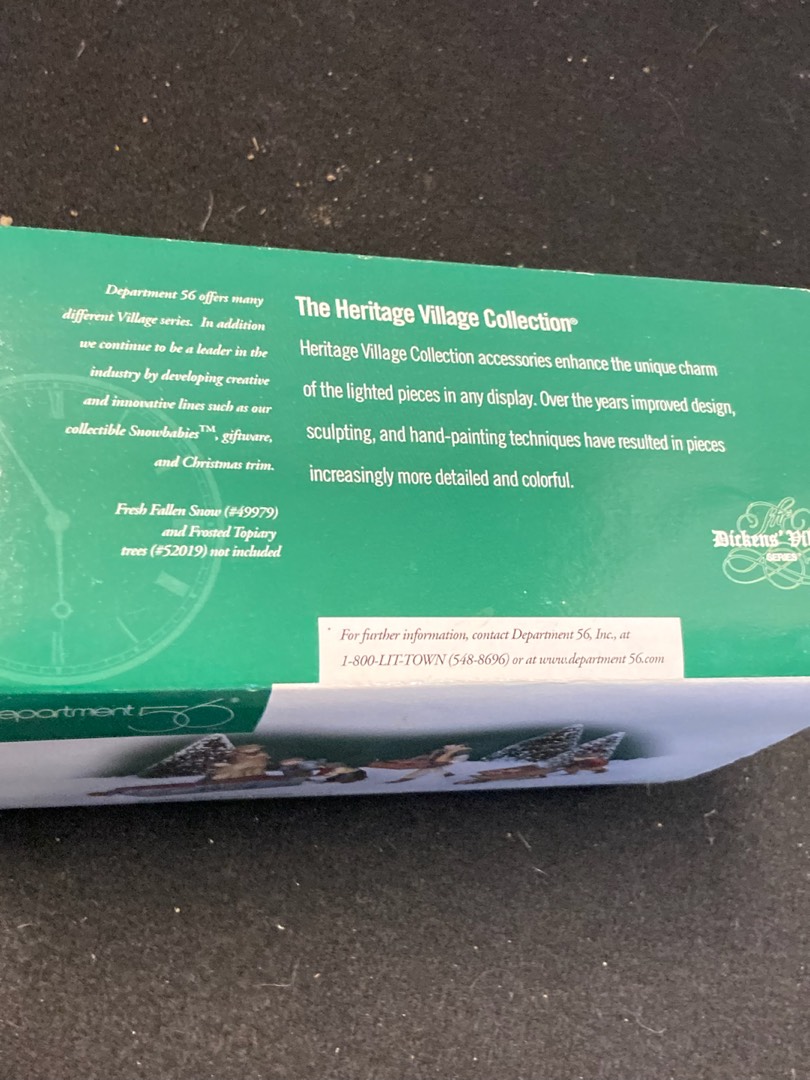 Department 56 offers many
different Village series. In addition
we continue to be a leader in the
industry by developing creative
and innovative lines such as our
collectible Snowbabies™, giftware,
and Christmas trim.
Fresh Fallen Snow (#49979)
and Frosted Topiary
trees (#52019) not included
The Heritage Village Collection®
Heritage Village Collection accessories enhance the unique charm
of the lighted pieces in any display. Over the years improved design,
sculpting, and hand-painting techniques have resulted in pieces
increasingly more detailed and colorful.
The
Dickens' Vil
SERIES
* For further information, contact Department 56, Inc., at
1-800-LIT-TOWN (548-8696) or at www.department 56.com
epartment 56®